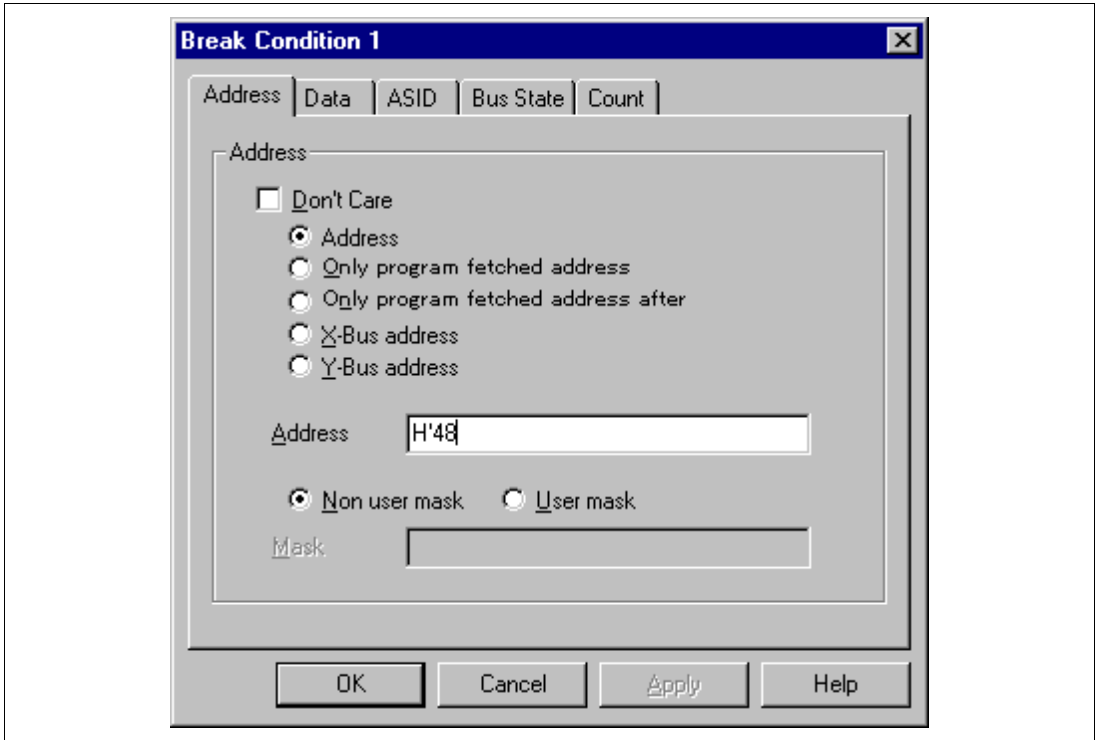 Break Condition 1
Address Data ASID Bus State Count
Address
Don't Care
Address
Only program fetched address
Only program fetched address after
X-Bus address
Y-Bus address
Address H'48
Non user mask User mask
Mask
OK Cancel Apply Help